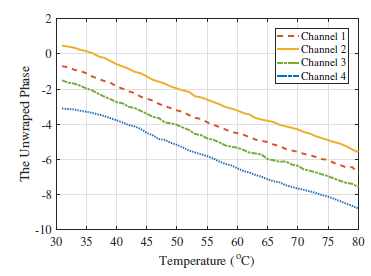 2
0
-2
-4
-6
-8
-10
30 35 40 45 50 55 60 65 70 75 80
The Unwraped Phase
Temperature (°C)
Channel 1
Channel 2
Channel 3
Channel 4